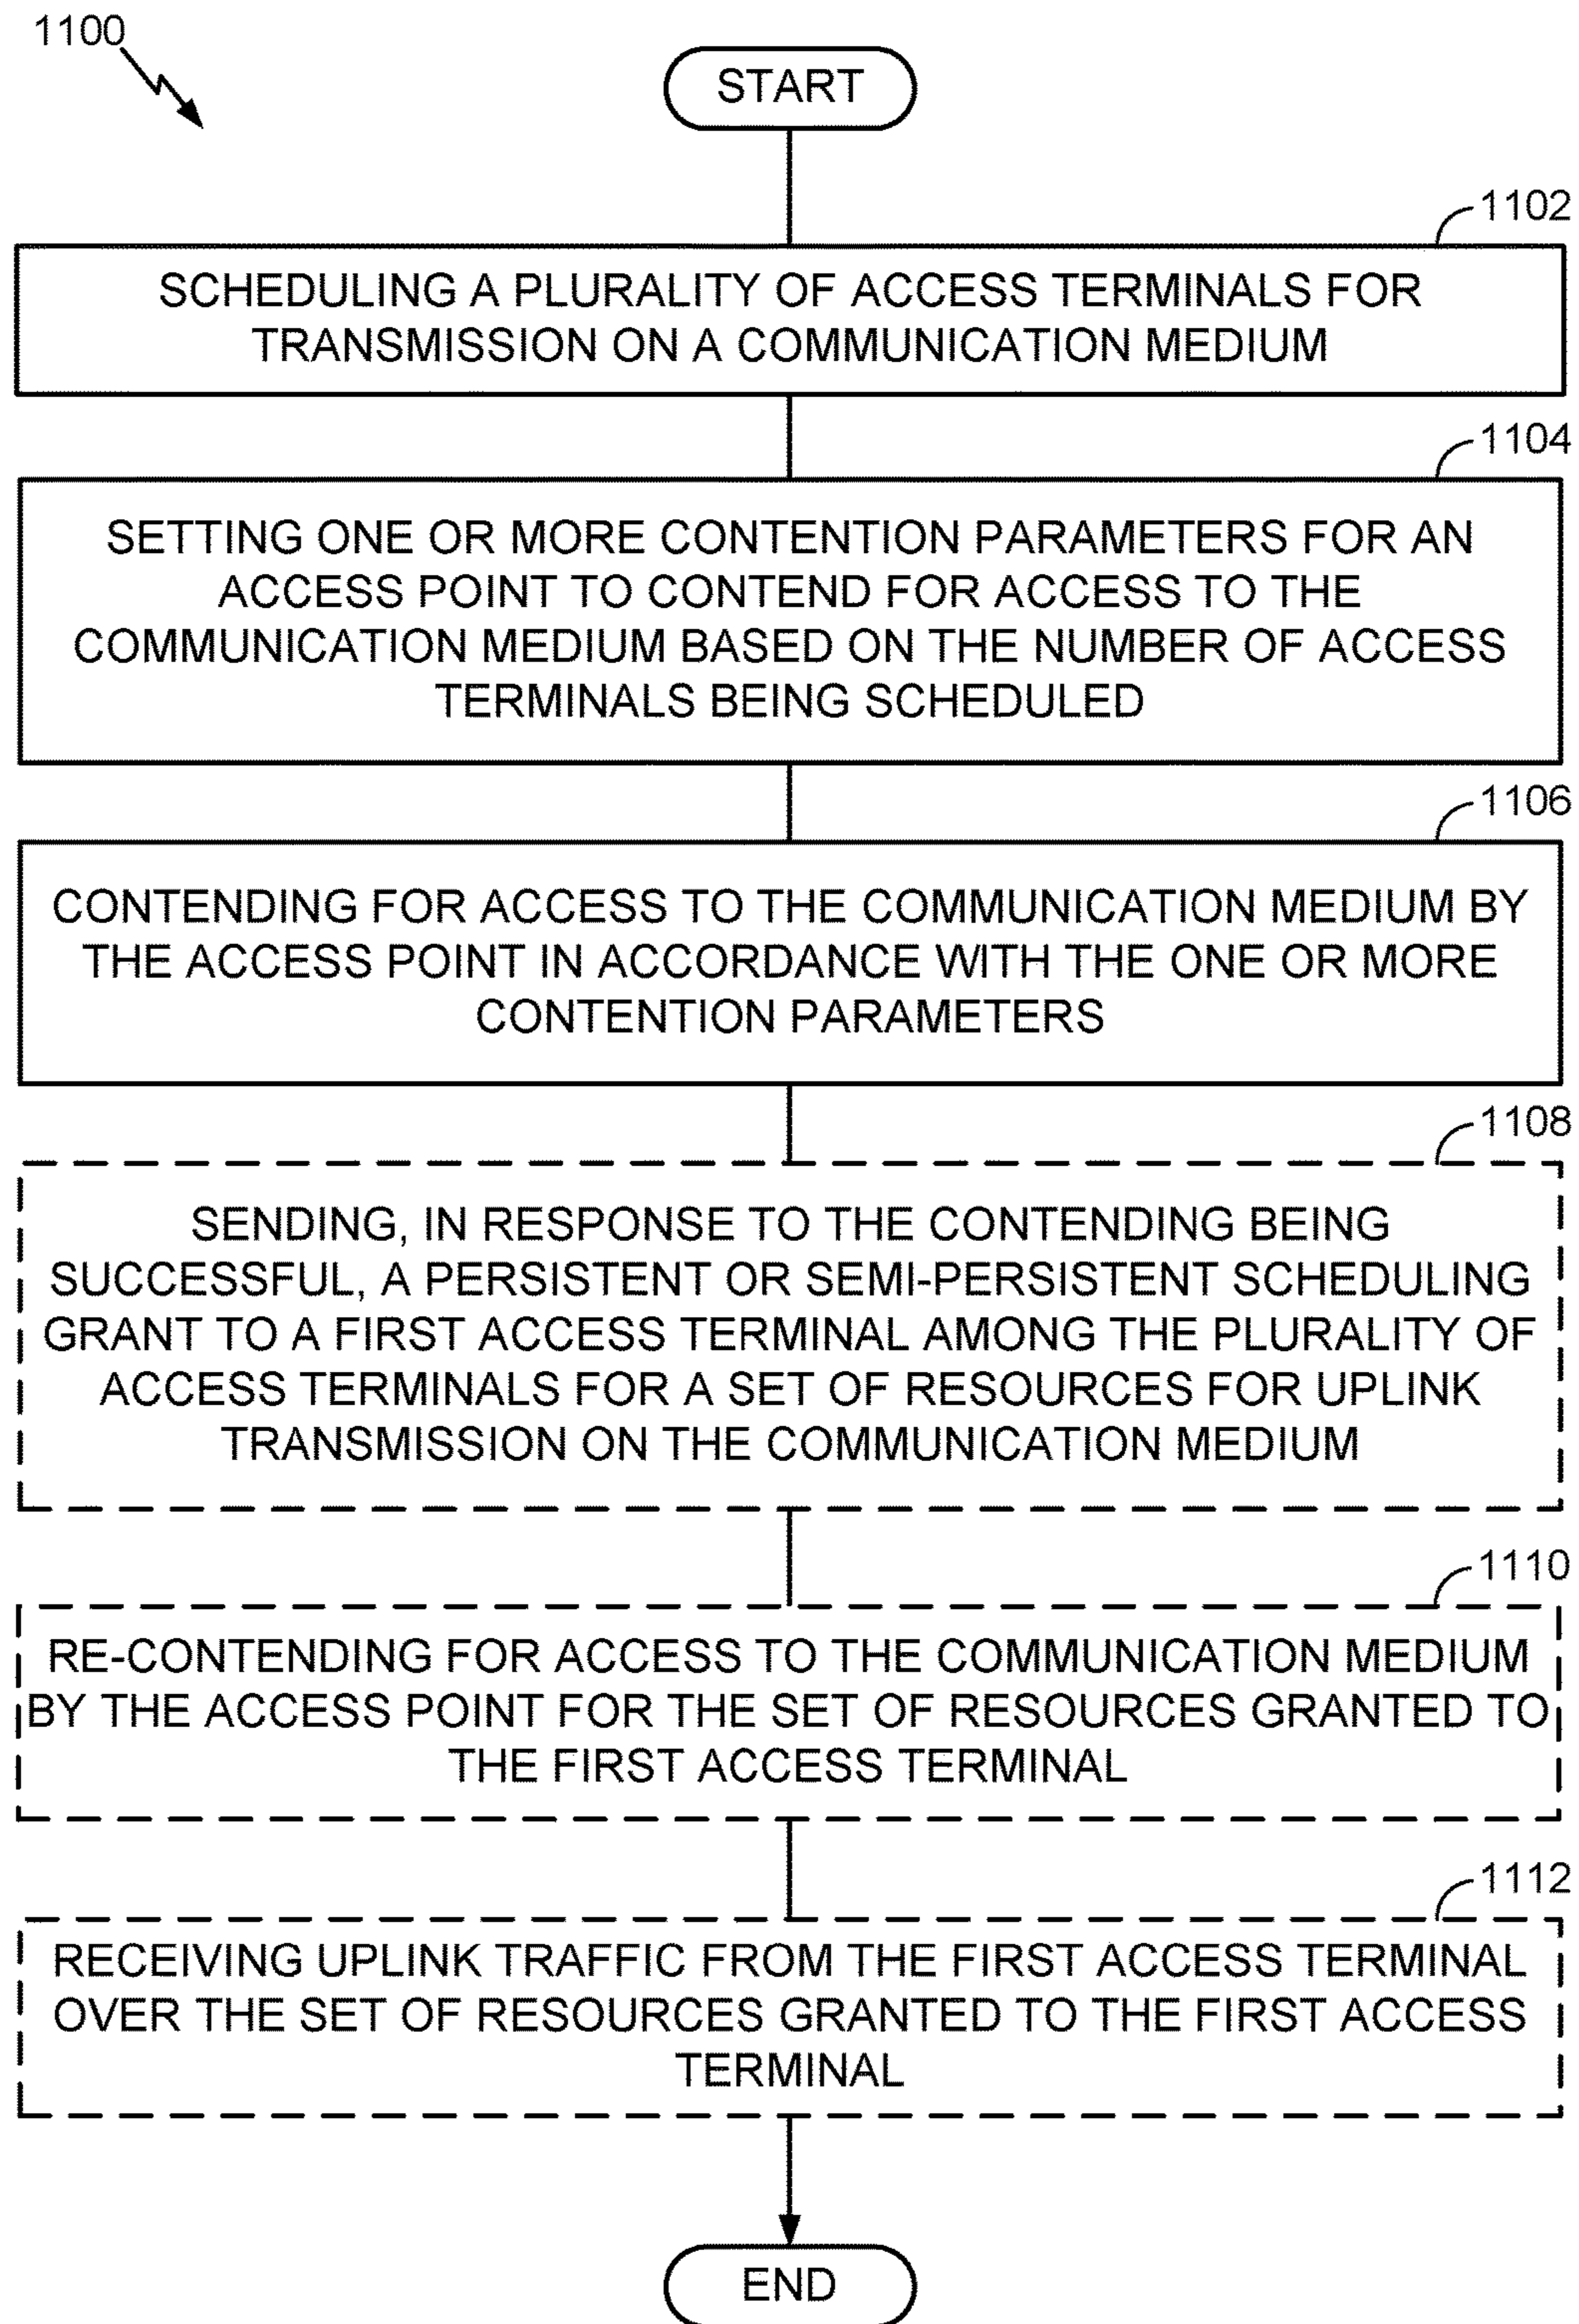 1100
START
1102
SCHEDULING A PLURALITY OF ACCESS TERMINALS FOR
TRANSMISSION ON A COMMUNICATION MEDIUM
1104
SETTING ONE OR MORE CONTENTION PARAMETERS FOR AN
ACCESS POINT TO CONTEND FOR ACCESS TO THE
COMMUNICATION MEDIUM BASED ON THE NUMBER OF ACCESS
TERMINALS BEING SCHEDULED
1106
CONTENDING FOR ACCESS TO THE COMMUNICATION MEDIUM BY
THE ACCESS POINT IN ACCORDANCE WITH THE ONE OR MORE
CONTENTION PARAMETERS
1108
SENDING, IN RESPONSE TO THE CONTENDING BEING
SUCCESSFUL, A PERSISTENT OR SEMI-PERSISTENT SCHEDULING
GRANT TO A FIRST ACCESS TERMINAL AMONG THE PLURALITY OF
ACCESS TERMINALS FOR A SET OF RESOURCES FOR UPLINK
TRANSMISSION ON THE COMMUNICATION MEDIUM
1110
RE-CONTENDING FOR ACCESS TO THE COMMUNICATION MEDIUM
BY THE ACCESS POINT FOR THE SET OF RESOURCES GRANTED TO
THE FIRST ACCESS TERMINAL
1112
RECEIVING UPLINK TRAFFIC FROM THE FIRST ACCESS TERMINAL
OVER THE SET OF RESOURCES GRANTED TO THE FIRST ACCESS
TERMINAL
END